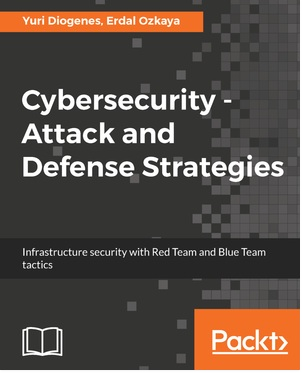 Yuri Diogenes, Erdal Ozkaya
Cybersecurity -
Attack and
Defense Strategies
Infrastructure security with Red Team and Blue Team
tactics
Packt>